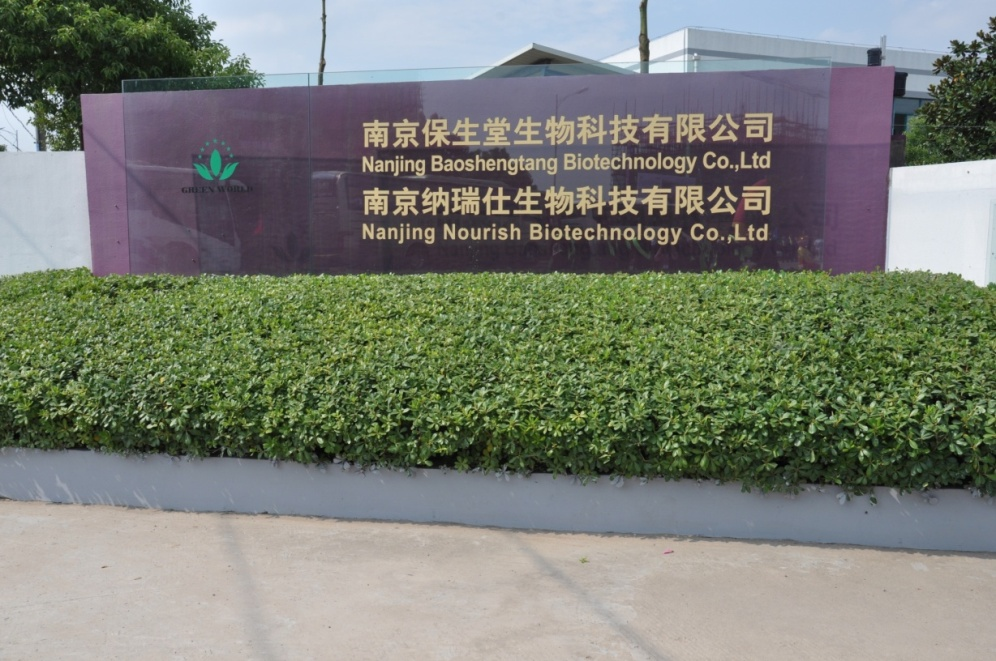 GREEN WORLD
南京保生堂生物科技有限公司
Nanjing Baoshengtang Biotechnology Co.,Ltd
南京纳瑞仕生物科技有限公司
Nanjing Nourish Biotechnology Co.,Ltd